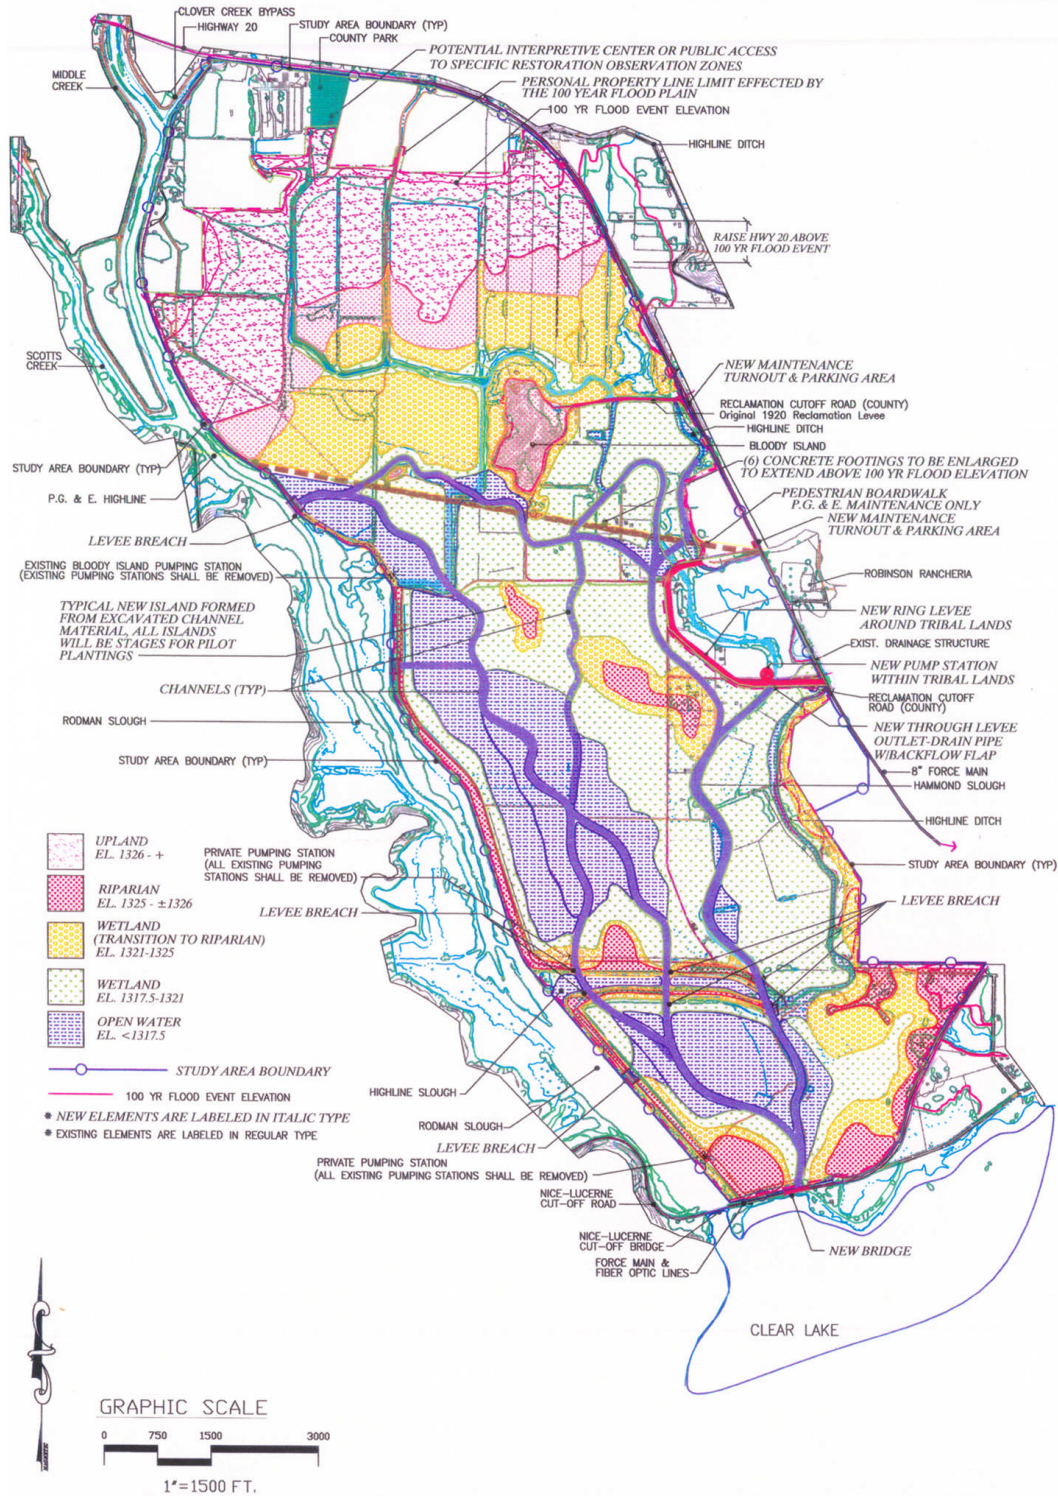 CLOVER CREEK BYPASS
HIGHWAY 20
STUDY AREA BOUNDARY (TYP)
COUNTY PARK
POTENTIAL INTERPRETIVE CENTER OR PUBLIC ACCESS
TO SPECIFIC RESTORATION OBSERVATION ZONES
MIDDLE
CREEK
PERSONAL PROPERTY LINE LIMIT EFFECTED BY
THE 100 YEAR FLOOD PLAIN
100 YR FLOOD EVENT ELEVATION
HIGHLINE DITCH
RAISE HWY 20 ABOVE
100 YR FLOOD EVENT
SCOTTS
CREEK
NEW MAINTENANCE
TURNOUT & PARKING AREA
RECLAMATION CUTOFF ROAD (COUNTY)
Original 1920 Reclamation Levee
HIGHLINE DITCH
BLOODY ISLAND
STUDY AREA BOUNDARY (TYP)
(6) CONCRETE FOOTINGS TO BE ENLARGED
TO EXTEND ABOVE 100 YR FLOOD ELEVATION
P.G. & E. HIGHLINE
PEDESTRIAN BOARDWALK
P.G. & E. MAINTENANCE ONLY
NEW MAINTENANCE
TURNOUT & PARKING AREA
LEVEE BREACH
EXISTING BLOODY ISLAND PUMPING STATION
(EXISTING PUMPING STATIONS SHALL BE REMOVED)
ROBINSON RANCHERIA
TYPICAL NEW ISLAND FORMED
FROM EXCAVATED CHANNEL
MATERIAL, ALL ISLANDS
WILL BE STAGES FOR PILOT
PLANTINGS
NEW RING LEVEE
AROUND TRIBAL LANDS
EXIST. DRAINAGE STRUCTURE
NEW PUMP STATION
WITHIN TRIBAL LANDS
CHANNELS (TYP)
RECLAMATION CUTOFF
ROAD (COUNTY)
RODMAN SLOUGH
NEW THROUGH LEVEE
OUTLET-DRAIN PIPE
W/BACKFLOW FLAP
STUDY AREA BOUNDARY (TYP)
8" FORCE MAIN
HAMMOND SLOUGH
HIGHLINE DITCH
UPLAND
EL. 1326 - +
PRIVATE PUMPING STATION
(ALL EXISTING PUMPING
STATIONS SHALL BE REMOVED)
STUDY AREA BOUNDARY (TYP)
RIPARIAN
EL. 1325 - ±1326
LEVEE BREACH
LEVEE BREACH
WETLAND
(TRANSITION TO RIPARIAN)
EL. 1321-1325
WETLAND
EL. 1317.5-1321
OPEN WATER
EL. <1317.5
STUDY AREA BOUNDARY
100 YR FLOOD EVENT ELEVATION
* NEW ELEMENTS ARE LABELED IN ITALIC TYPE
* EXISTING ELEMENTS ARE LABELED IN REGULAR TYPE
HIGHLINE SLOUGH
RODMAN SLOUGH
LEVEE BREACH
PRIVATE PUMPING STATION
(ALL EXISTING PUMPING STATIONS SHALL BE REMOVED)
NICE-LUCERNE
CUT-OFF ROAD
NICE-LUCERNE
CUT-OFF BRIDGE
NEW BRIDGE
FORCE MAIN &
FIBER OPTIC LINES
CLEAR LAKE
GRAPHIC SCALE
0 750 1500 3000
1"=1500 FT.